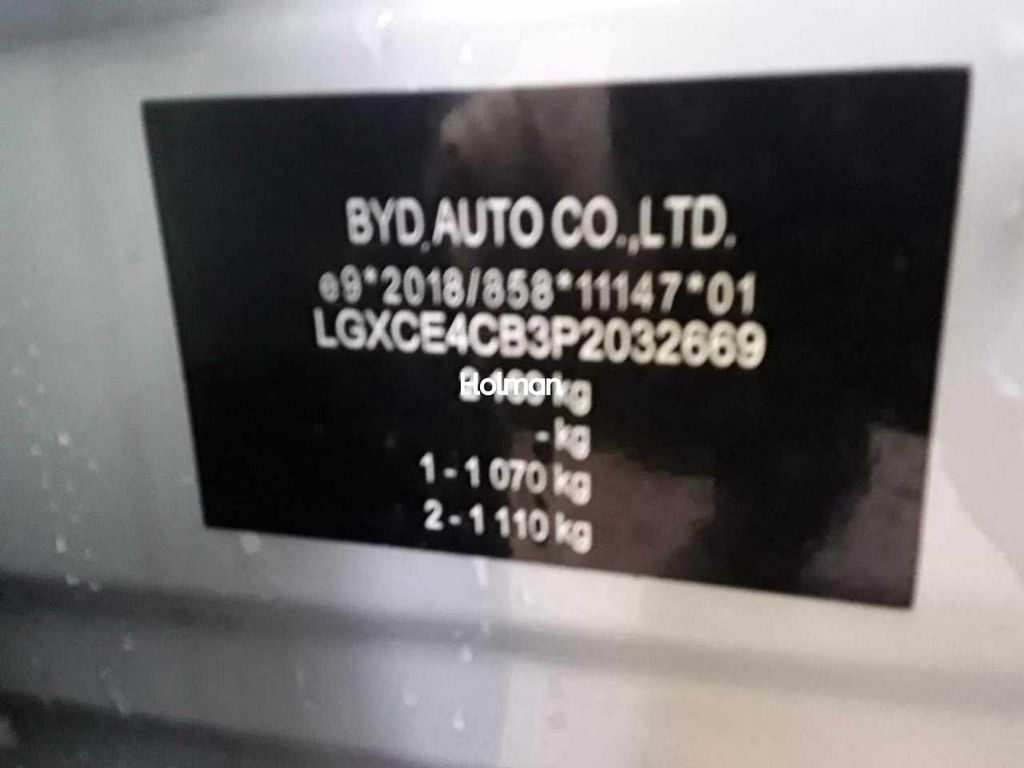 BYD AUTO CO.,LTD.
e9*2018/858*11147*01
LGXCE4CB3P2032669
Holman
kg
- kg
1 - 1 070 kg
2 - 1 110 kg